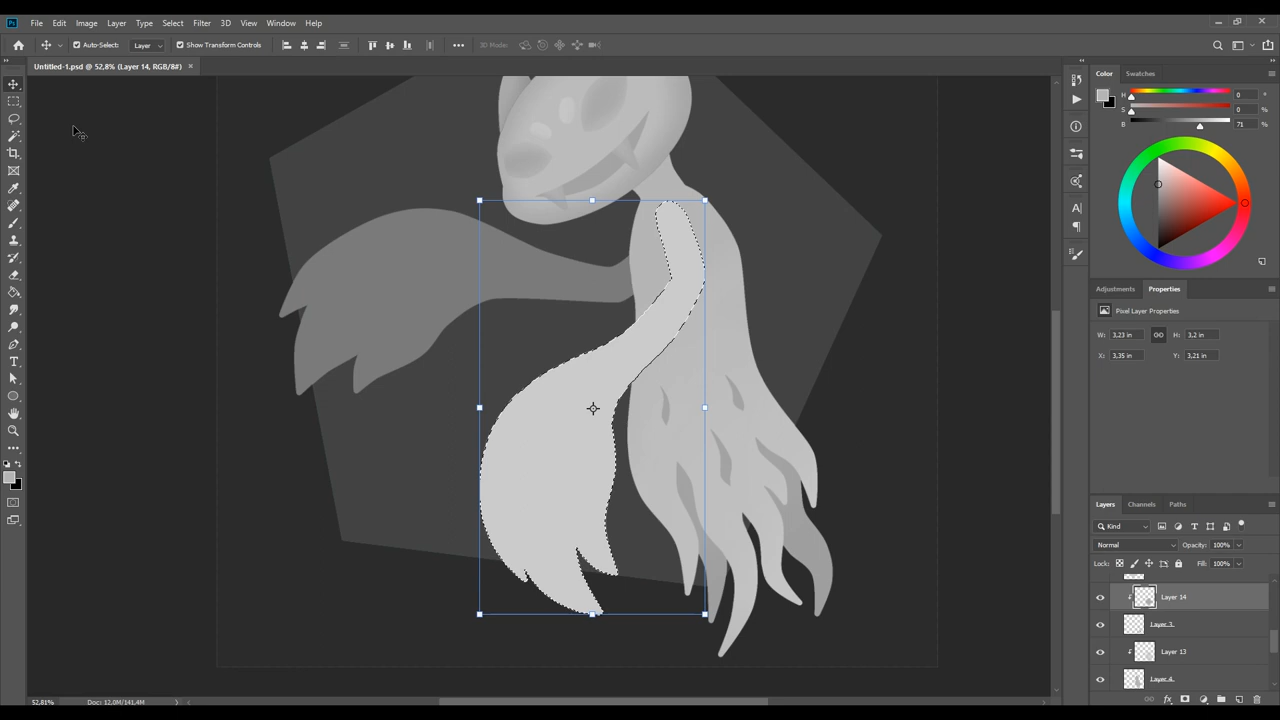 Ps File Edit Image Layer Type Select Filter 3D View Window Help
Auto-Select: Layer Show Transform Controls 3D Mode:
Untitled-1.psd @ 52,8% (Layer 14, RGB/8#)
Color Swatches
H 0 °
S 0 %
B 71 %
Adjustments Properties
Pixel Layer Properties
W: 3,23 in H: 3,2 in
X: 3,35 in Y: 3,21 in
Layers Channels Paths
Kind
Normal Opacity: 100%
Lock: Fill: 100%
Layer 14
Layer 3
Layer 13
Layer 4
52,81% Doc: 12,0M/141,4M